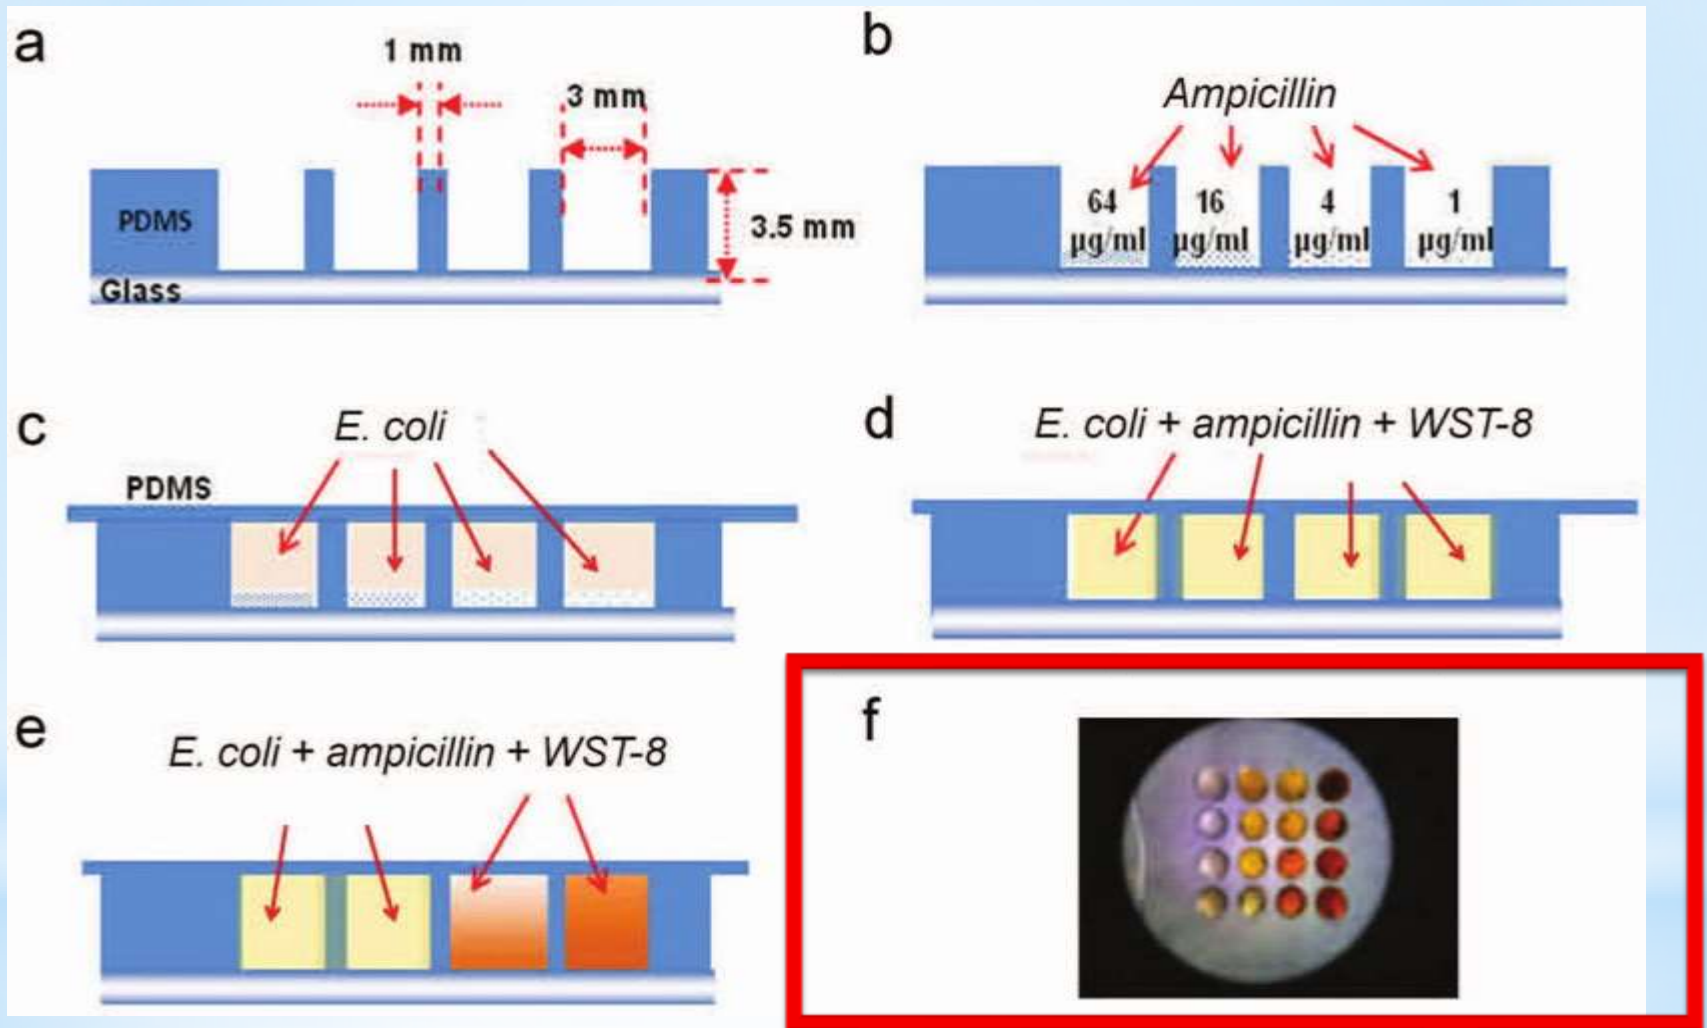 a
1 mm
3 mm
PDMS
3.5 mm
Glass
b
Ampicillin
64 16 4 1
µg/ml µg/ml µg/ml µg/ml
c
E. coli
PDMS
d
E. coli + ampicillin + WST-8
e
E. coli + ampicillin + WST-8
f